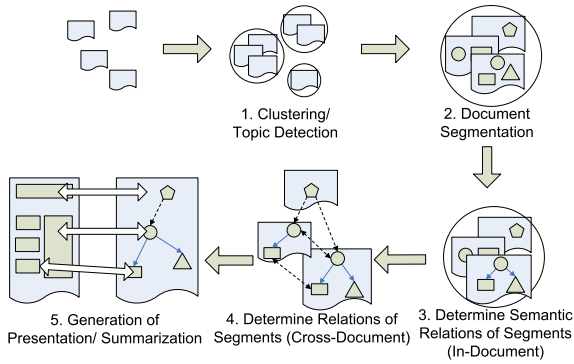 1. Clustering/
Topic Detection
2. Document
Segmentation
3. Determine Semantic
Relations of Segments
(In-Document)
4. Determine Relations of
Segments (Cross-Document)
5. Generation of
Presentation/ Summarization